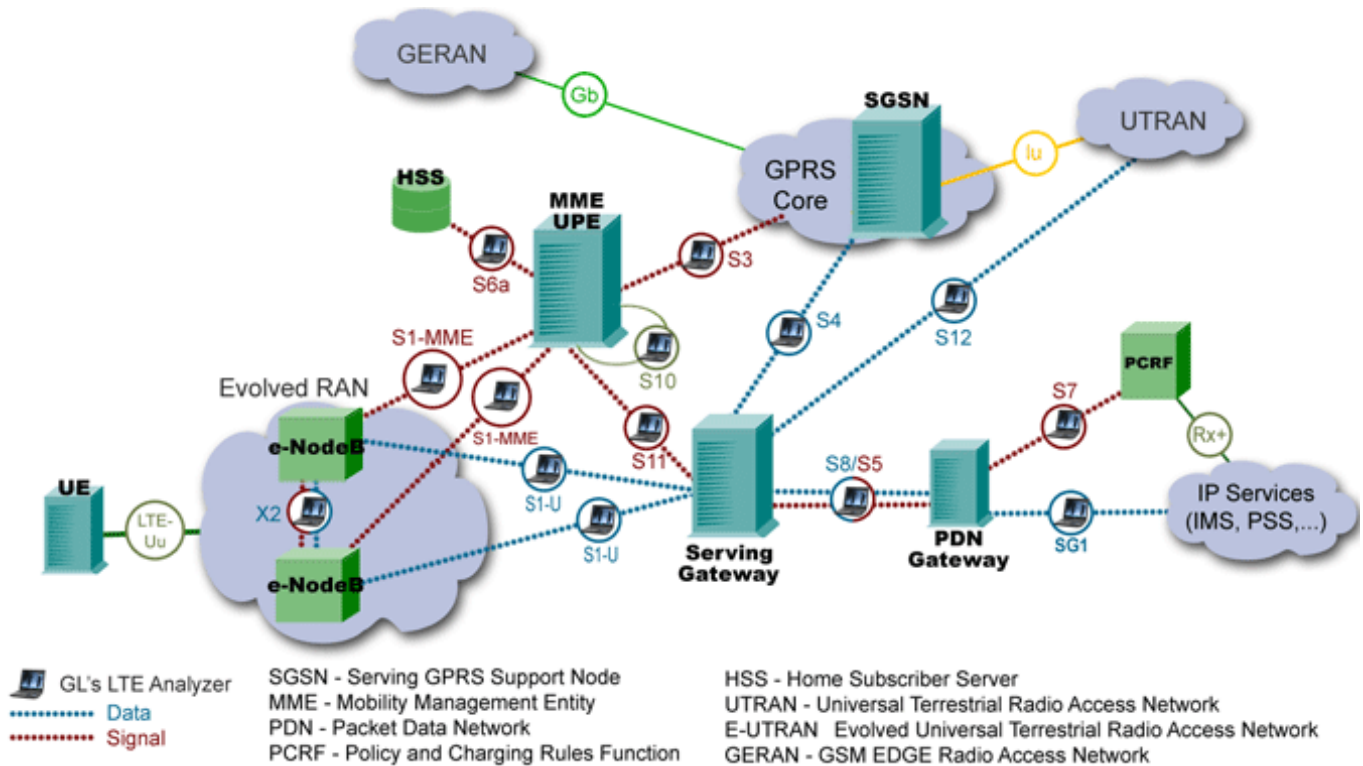 GERAN
Gb
SGSN
UTRAN
Iu
GPRS
Core
HSS
MME
UPE
S6a
S3
S4
S12
S1-MME
S10
PCRF
Evolved RAN
S7
e-NodeB
S1-MME
S11
Rx+
S8/S5
S1-U
UE
X2
LTE-
Uu
IP Services
(IMS, PSS,...)
S1-U
SG1
Serving
Gateway
PDN
Gateway
e-NodeB
GL's LTE Analyzer
Data
Signal
SGSN - Serving GPRS Support Node
MME - Mobility Management Entity
PDN - Packet Data Network
PCRF - Policy and Charging Rules Function
HSS - Home Subscriber Server
UTRAN - Universal Terrestrial Radio Access Network
E-UTRAN Evolved Universal Terrestrial Radio Access Network
GERAN - GSM EDGE Radio Access Network